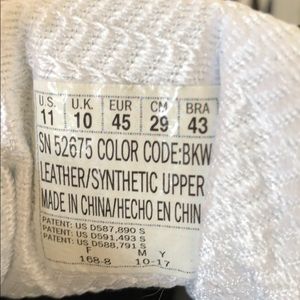 U.S. U.K. EUR CM BRA
11 10 45 29 43
SN 52675 COLOR CODE:BKW
LEATHER/SYNTHETIC UPPER
MADE IN CHINA/HECHO EN CHIN
PATENT: US D587,890 S
PATENT: US D591,493 S
PATENT: US D588,791 S
F M Y
168-8 10-17